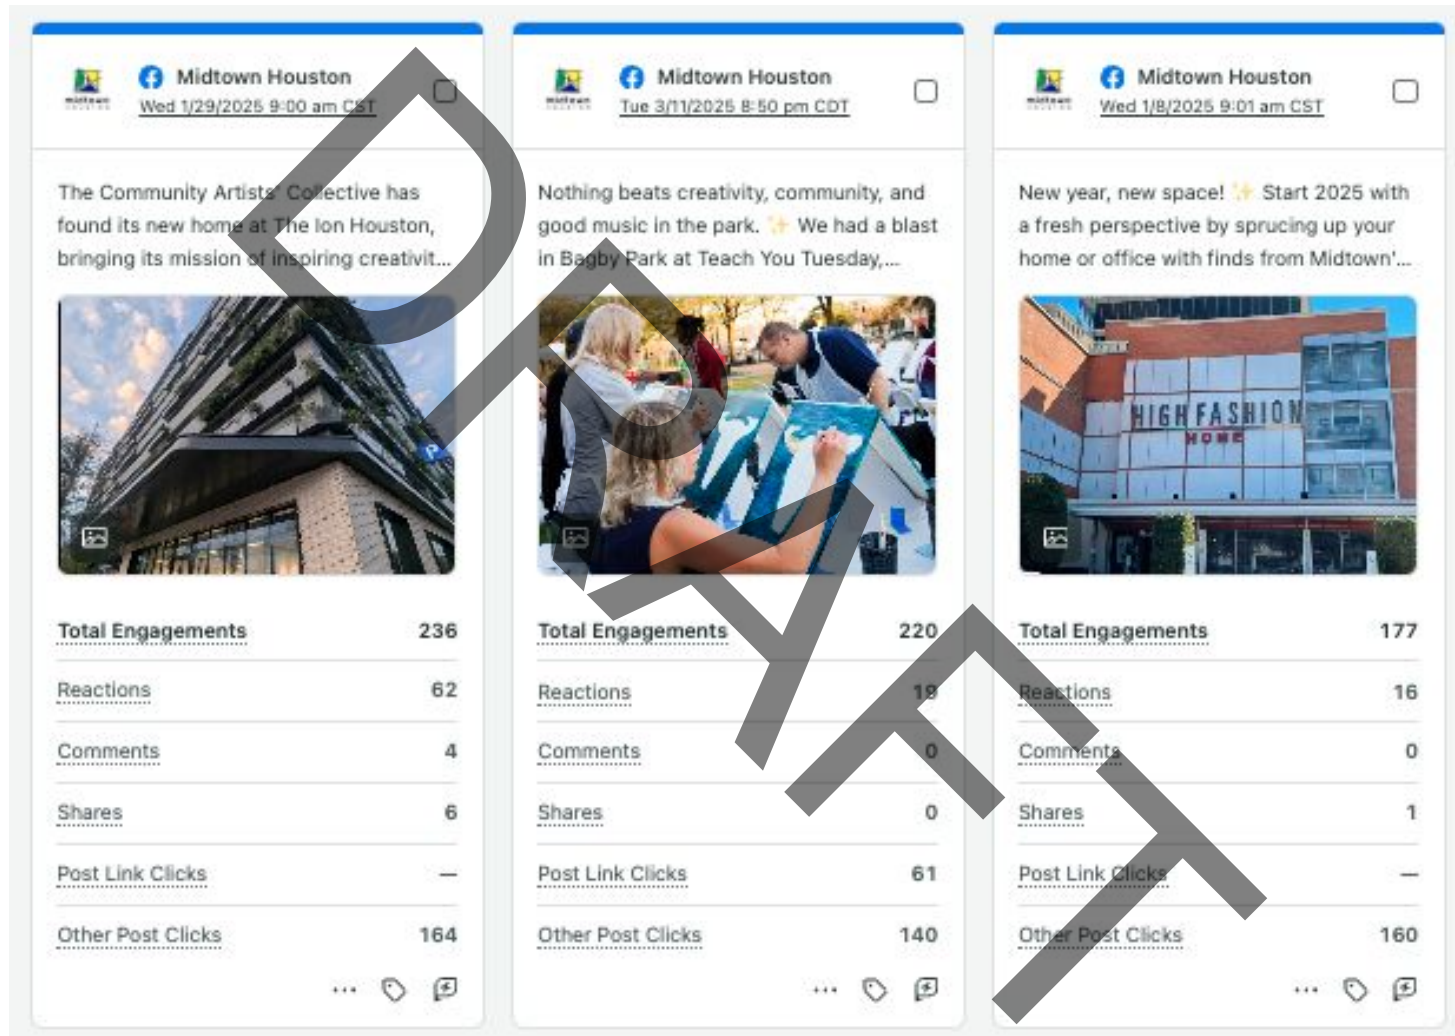 Midtown Houston
Wed 1/29/2025 9:00 am CST
The Community Artists' Collective has
found its new home at The Ion Houston,
bringing its mission of inspiring creativit...
Total Engagements 236
Reactions 62
Comments 4
Shares 6
Post Link Clicks —
Other Post Clicks 164
Midtown Houston
Tue 3/11/2025 8:50 pm CDT
Nothing beats creativity, community, and
good music in the park. ✨ We had a blast
in Bagby Park at Teach You Tuesday,...
Total Engagements 220
Reactions 19
Comments 0
Shares 0
Post Link Clicks 61
Other Post Clicks 140
Midtown Houston
Wed 1/8/2025 9:01 am CST
New year, new space! ✨ Start 2025 with
a fresh perspective by sprucing up your
home or office with finds from Midtown'...
HIGH FASHION
HOME
Total Engagements 177
Reactions 16
Comments 0
Shares 1
Post Link Clicks —
Other Post Clicks 160
DRAFT